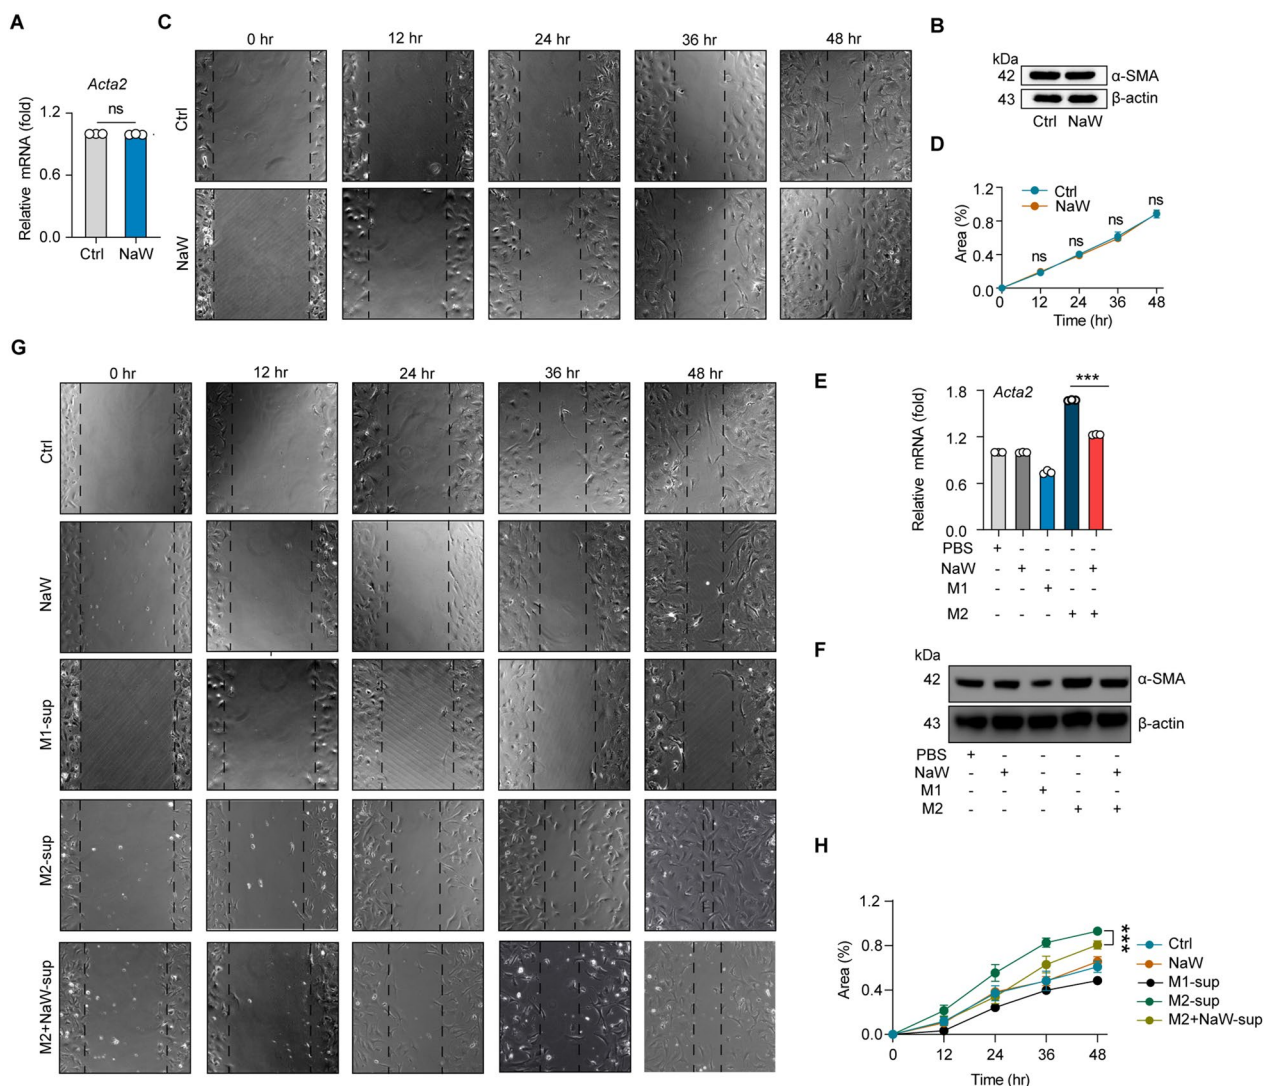 A
Acta2
ns
Relative mRNA (fold)
1.2
0.6
0.0
Ctrl NaW
C
0 hr 12 hr 24 hr 36 hr 48 hr
Ctrl
NaW
B
kDa
42 α-SMA
43 β-actin
Ctrl NaW
D
Area (%)
1.2
0.8
0.4
0.0
Ctrl
NaW
ns ns ns ns
0 12 24 36 48
Time (hr)
G
0 hr 12 hr 24 hr 36 hr 48 hr
Ctrl
NaW
M1-sup
M2-sup
M2+NaW-sup
E
Acta2
***
Relative mRNA (fold)
1.8
1.2
0.6
0.0
PBS + - - - -
NaW - + - - +
M1 - - + - -
M2 - - - + +
F
kDa
42 α-SMA
43 β-actin
PBS + - - - -
NaW - + - - +
M1 - - + - -
M2 - - - + +
H
Area (%)
1.2
0.8
0.4
0.0
***
Ctrl
NaW
M1-sup
M2-sup
M2+NaW-sup
0 12 24 36 48
Time (hr)